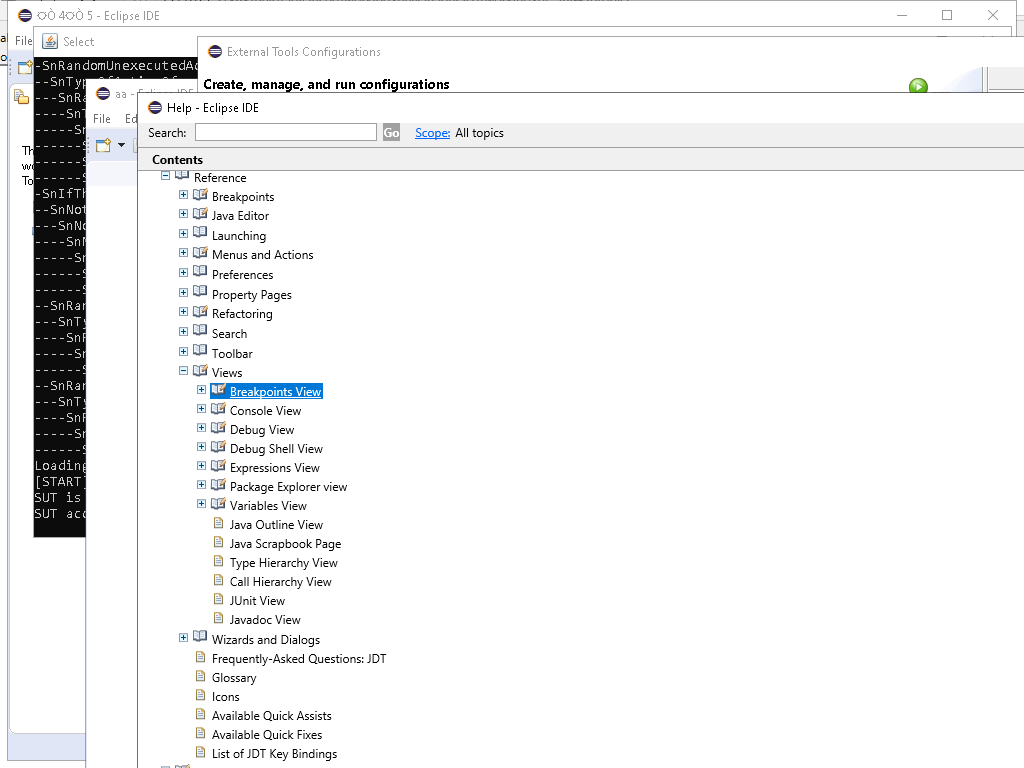 ლẟ 4ლẟ 5 - Eclipse IDE
File
Select
External Tools Configurations
Create, manage, and run configurations
-SnRandomUnexecutedAc
--SnTyp
---SnRa
----SnT
-----Sn
------S
------S
------S
-SnIfTh
--SnNot
---SnNo
----SnN
-----Sn
------S
------S
--SnRan
---SnTy
----SnF
-----Sn
------S
--SnRan
---SnTy
----SnF
-----Sn
------S
Loading
[START]
SUT is
SUT acc
aa - Eclipse IDE
File Ed
Th
To
Help - Eclipse IDE
Search: Go Scope: All topics
Contents
Reference
Breakpoints
Java Editor
Launching
Menus and Actions
Preferences
Property Pages
Refactoring
Search
Toolbar
Views
Breakpoints View
Console View
Debug View
Debug Shell View
Expressions View
Package Explorer view
Variables View
Java Outline View
Java Scrapbook Page
Type Hierarchy View
Call Hierarchy View
JUnit View
Javadoc View
Wizards and Dialogs
Frequently-Asked Questions: JDT
Glossary
Icons
Available Quick Assists
Available Quick Fixes
List of JDT Key Bindings